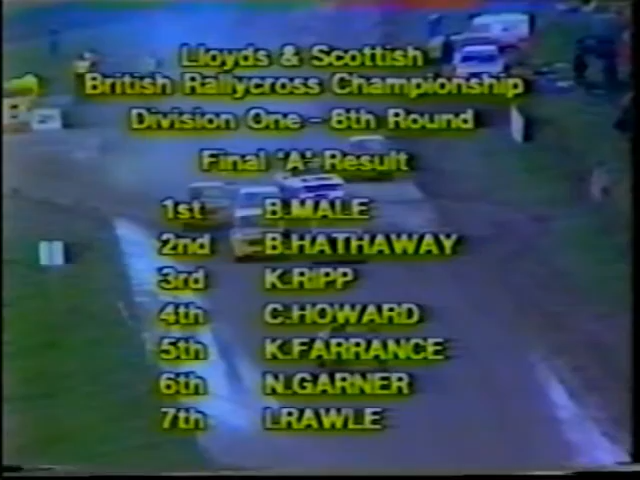 Lloyds & Scottish
British Rallycross Championship
Division One - 8th Round
Final 'A' Result
1st B.MALE
2nd B.HATHAWAY
3rd K.RIPP
4th C.HOWARD
5th K.FARRANCE
6th N.GARNER
7th I.RAWLE